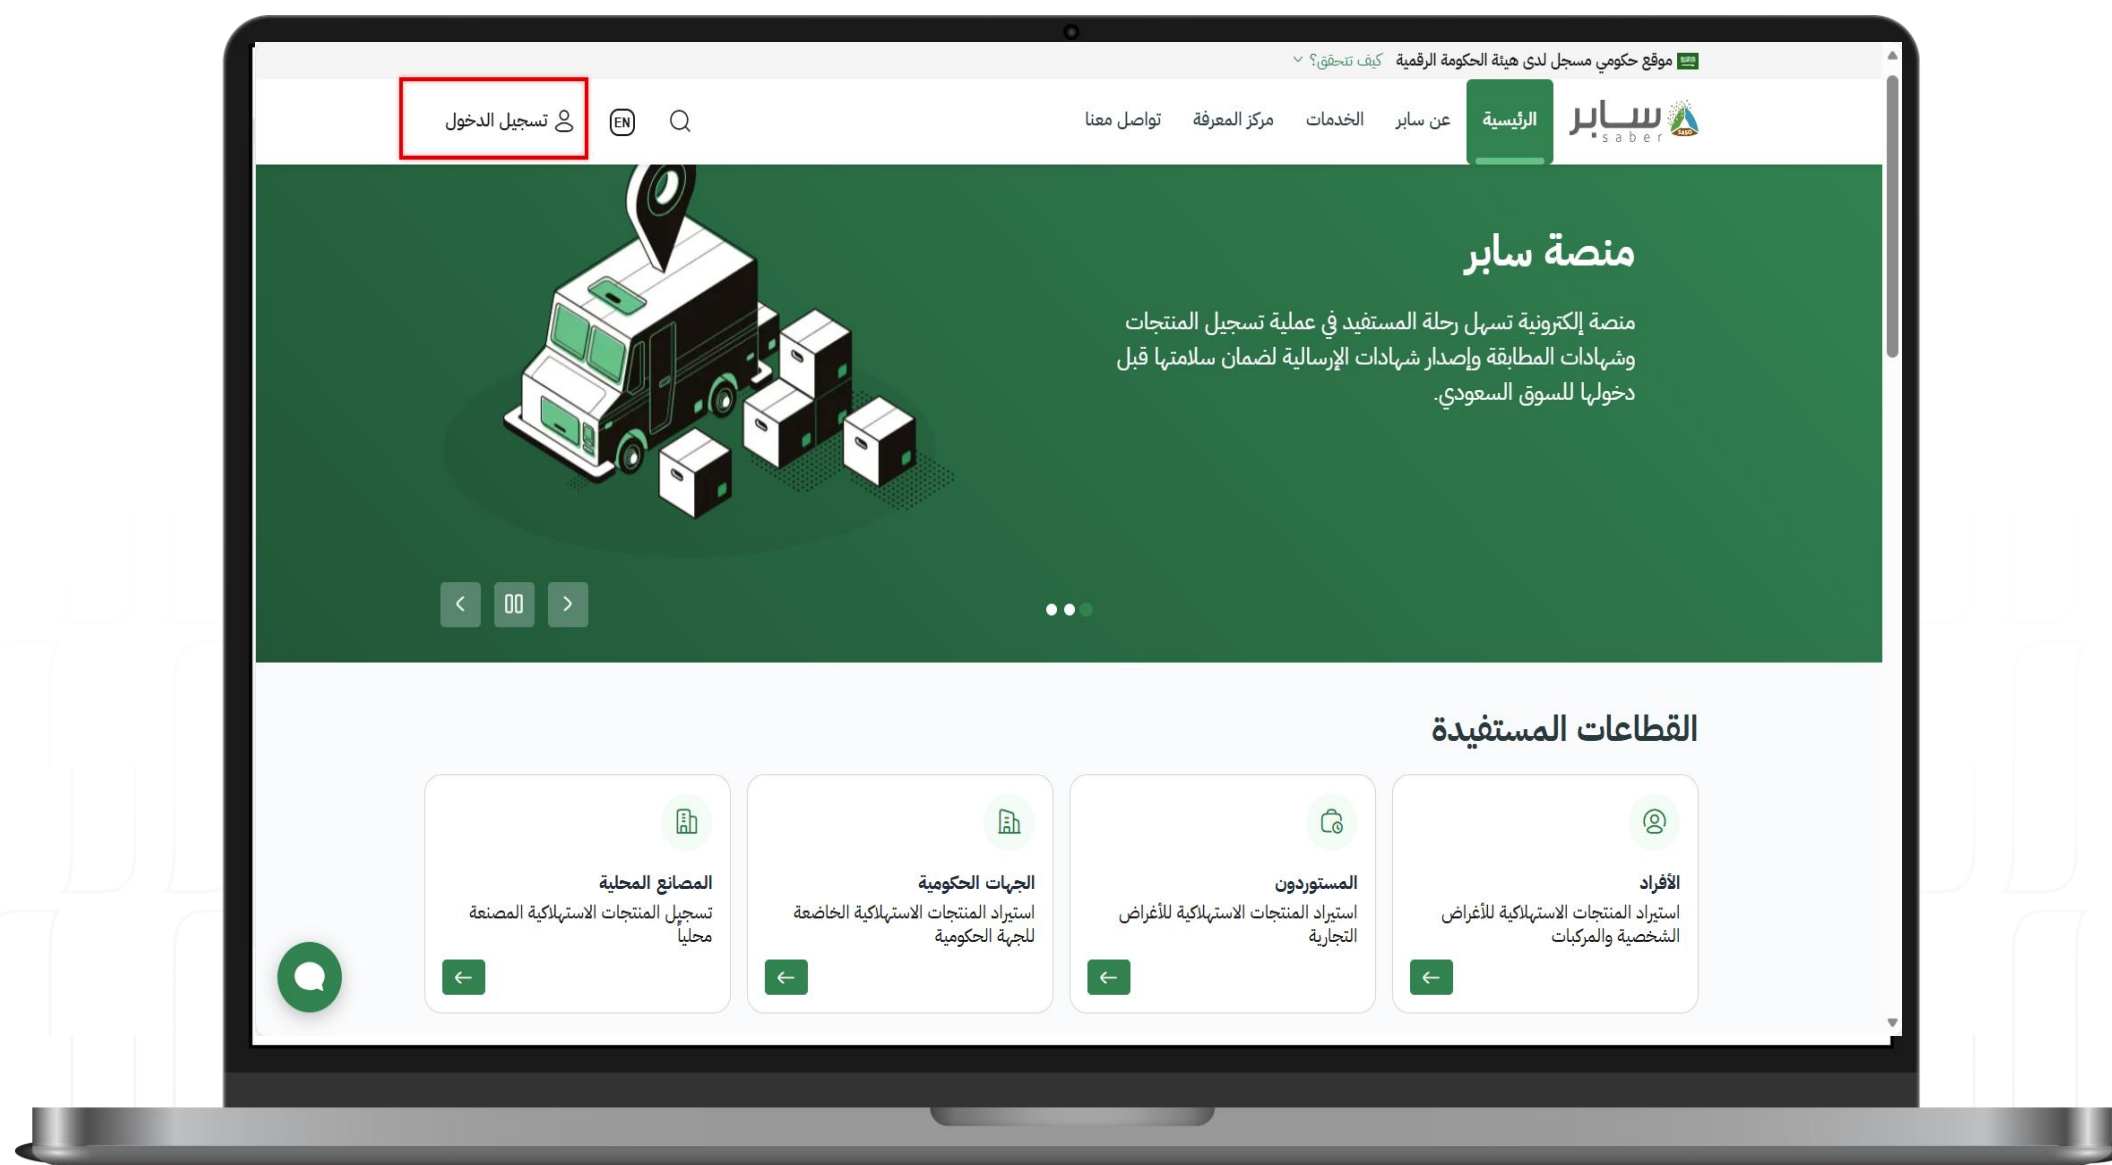 موقع حكومي مسجل لدى هيئة الحكومة الرقمية كيف تتحقق؟
سابر
saber
SASO
الرئيسية
عن سابر
الخدمات
مركز المعرفة
تواصل معنا
EN
تسجيل الدخول
منصة سابر
منصة إلكترونية تسهل رحلة المستفيد في عملية تسجيل المنتجات
وشهادات المطابقة وإصدار شهادات الإرسالية لضمان سلامتها قبل
دخولها للسوق السعودي.
القطاعات المستفيدة
الأفراد
استيراد المنتجات الاستهلاكية للأغراض
الشخصية والمركبات
المستوردون
استيراد المنتجات الاستهلاكية للأغراض
التجارية
الجهات الحكومية
استيراد المنتجات الاستهلاكية الخاضعة
للجهة الحكومية
المصانع المحلية
تسجيل المنتجات الاستهلاكية المصنعة
محلياً